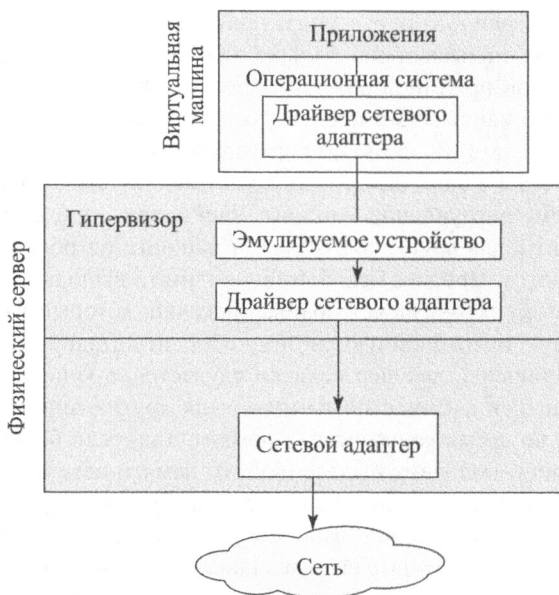 Виртуальная
машина
Приложения
Операционная система
Драйвер сетевого
адаптера
Физический сервер
Гипервизор
Эмулируемое устройство
Драйвер сетевого адаптера
Сетевой адаптер
Сеть